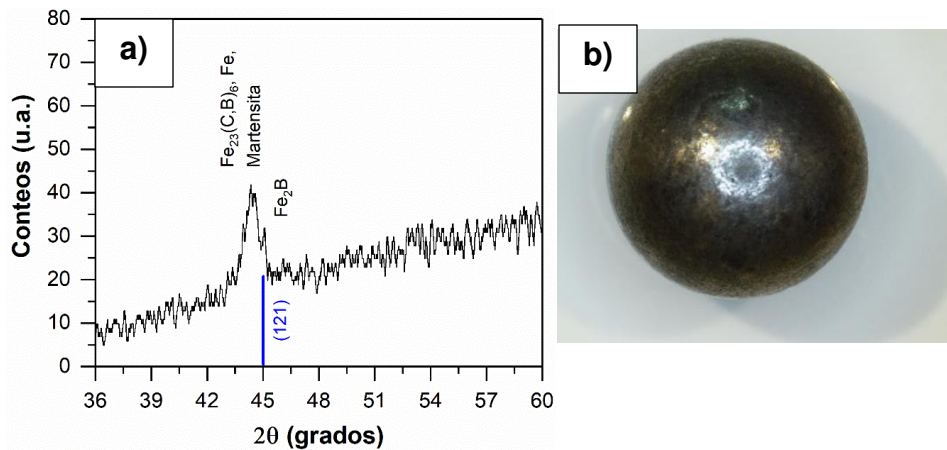 a)
b)
Conteos (u.a.)
80
70
60
50
40
30
20
10
0
Fe₂₃(C,B)₆, Fe,
Martensita
Fe₂B
(121)
36 39 42 45 48 51 54 57 60
2θ (grados)